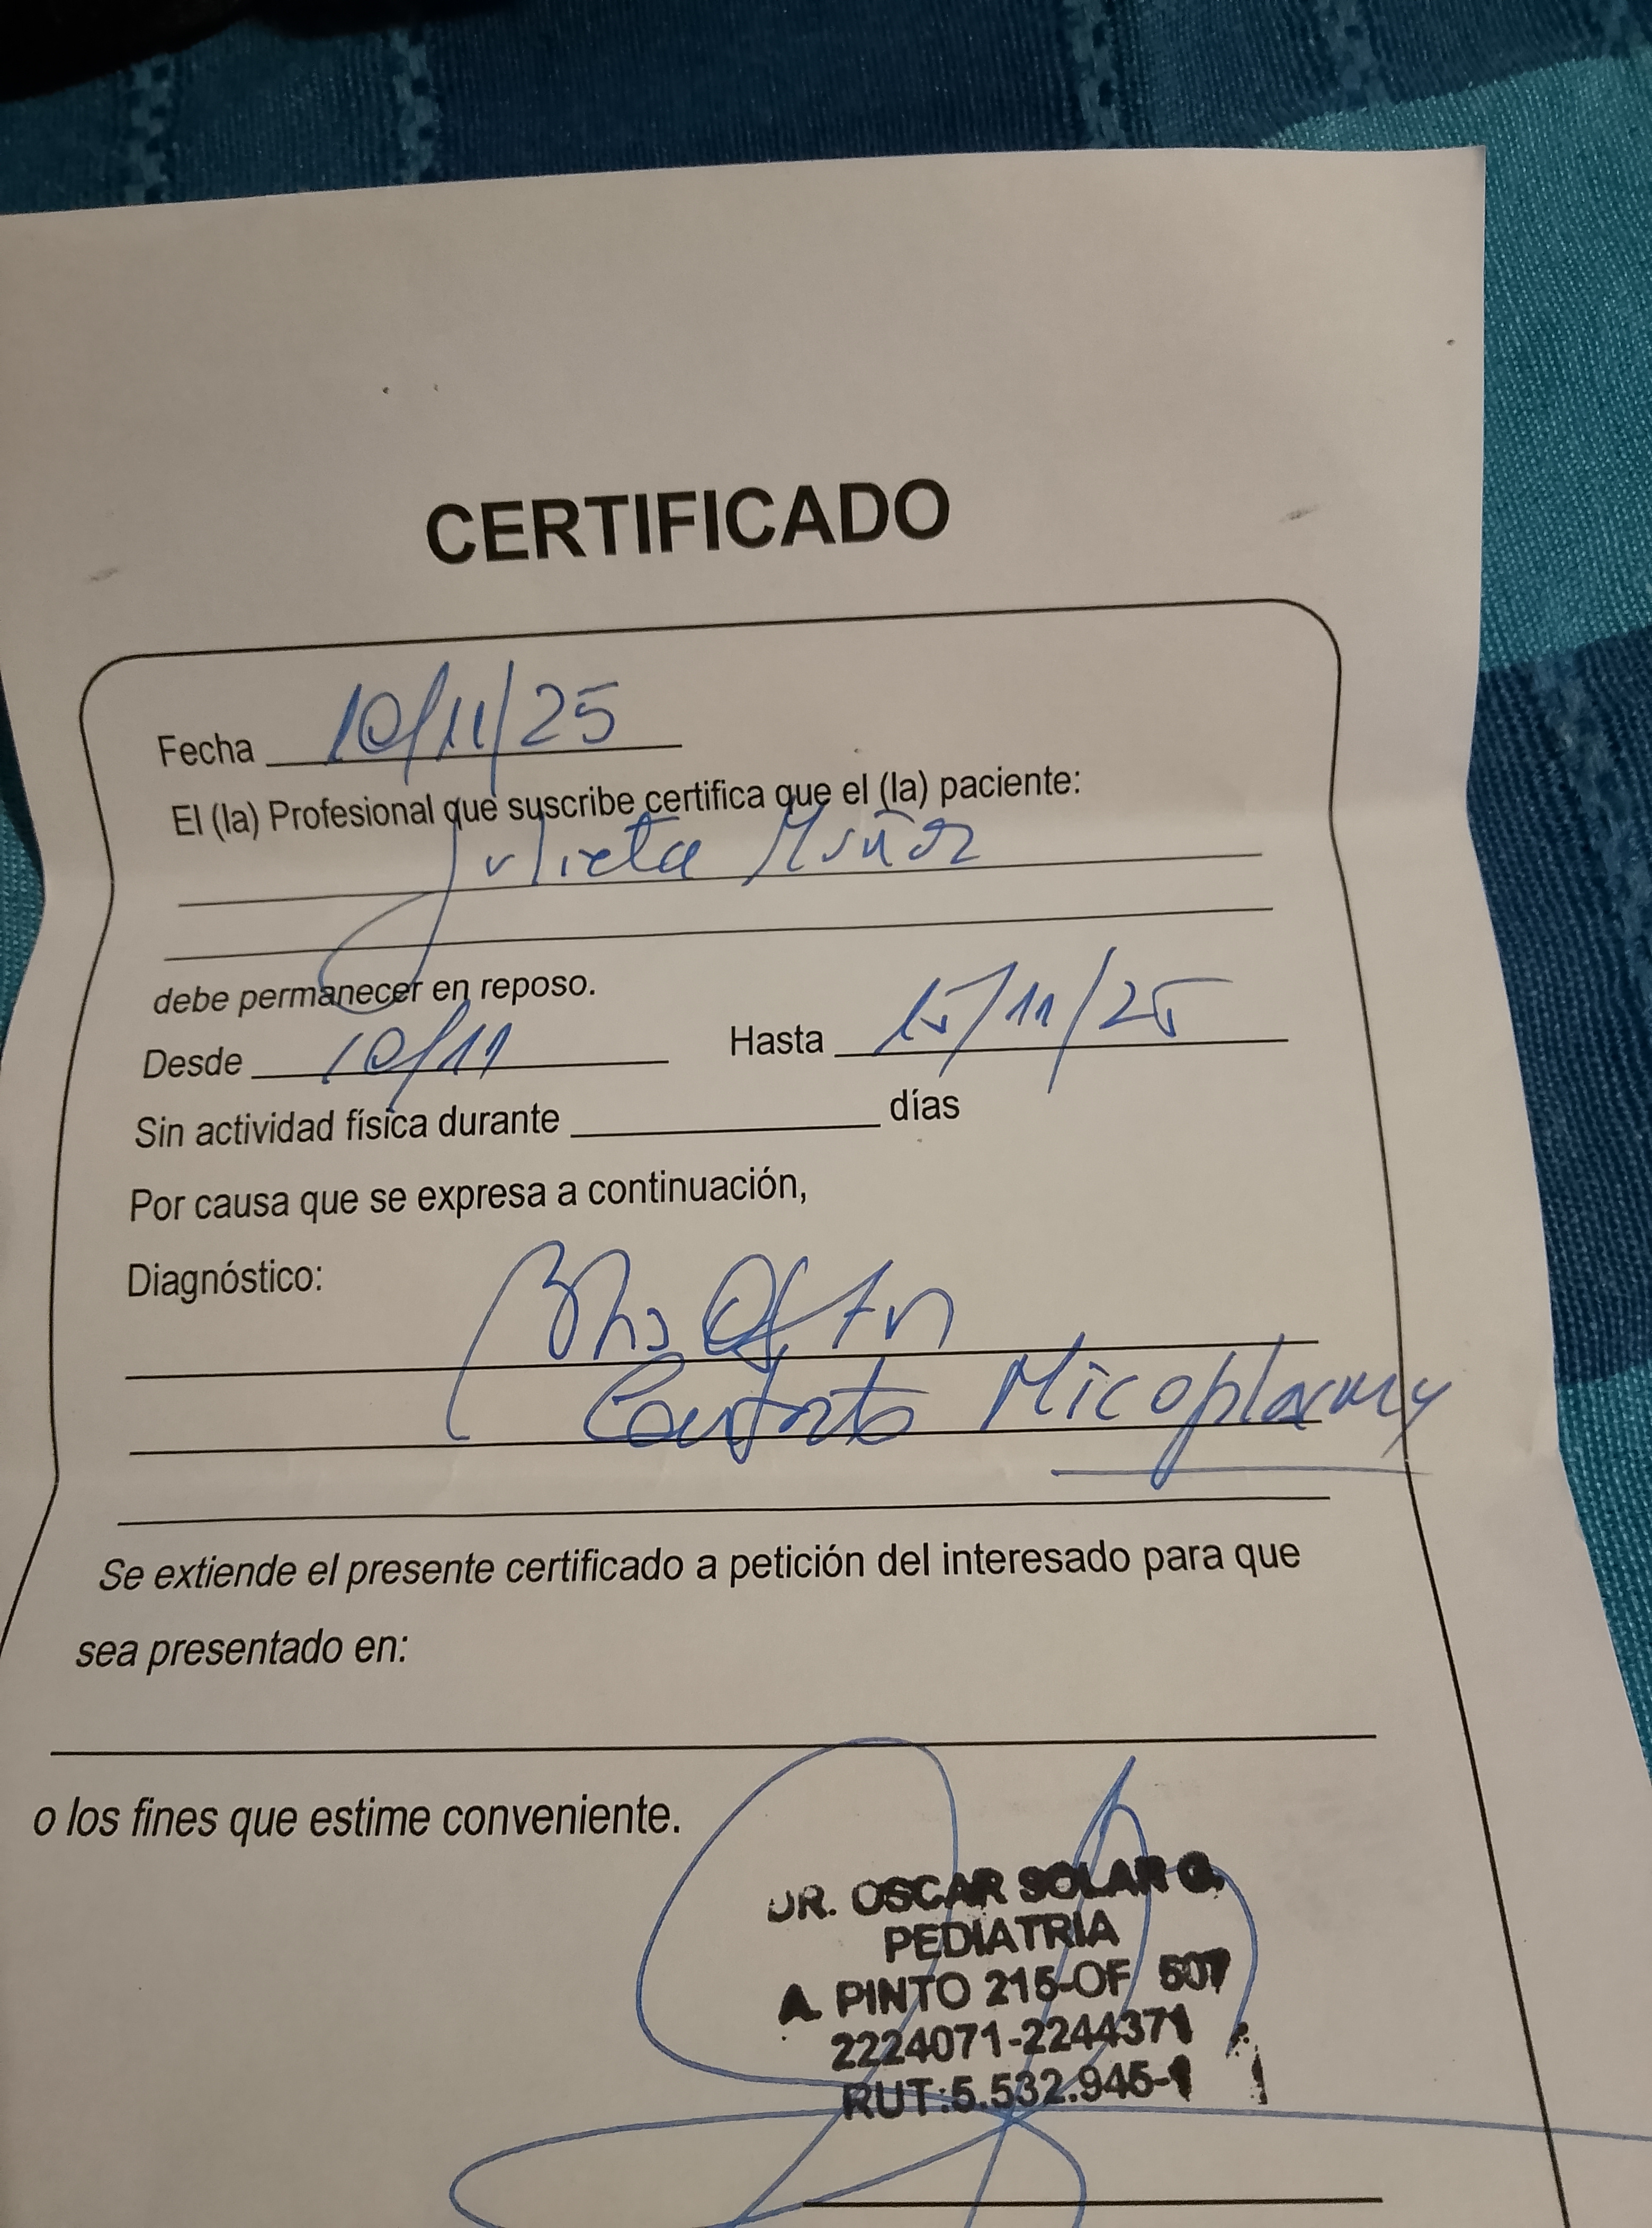 CERTIFICADO
Fecha 10/11/25
El (la) Profesional que suscribe certifica que el (la) paciente:
Julieta Muñoz
debe permanecer en reposo.
Desde 10/11 Hasta 15/11/25
Sin actividad física durante días
Por causa que se expresa a continuación,
Diagnóstico:
Micoplasma
Se extiende el presente certificado a petición del interesado para que
sea presentado en:
o los fines que estime conveniente.
DR. OSCAR SOLAR G.
PEDIATRIA
A. PINTO 215-OF 507
2224071-2244371
RUT:5.532.945-1